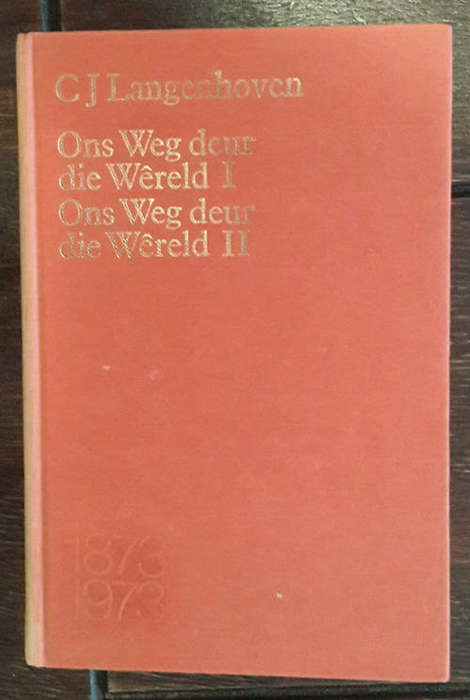 C J Langenhoven
Ons Weg deur
die Wêreld I
Ons Weg deur
die Wêreld II
1873
1973